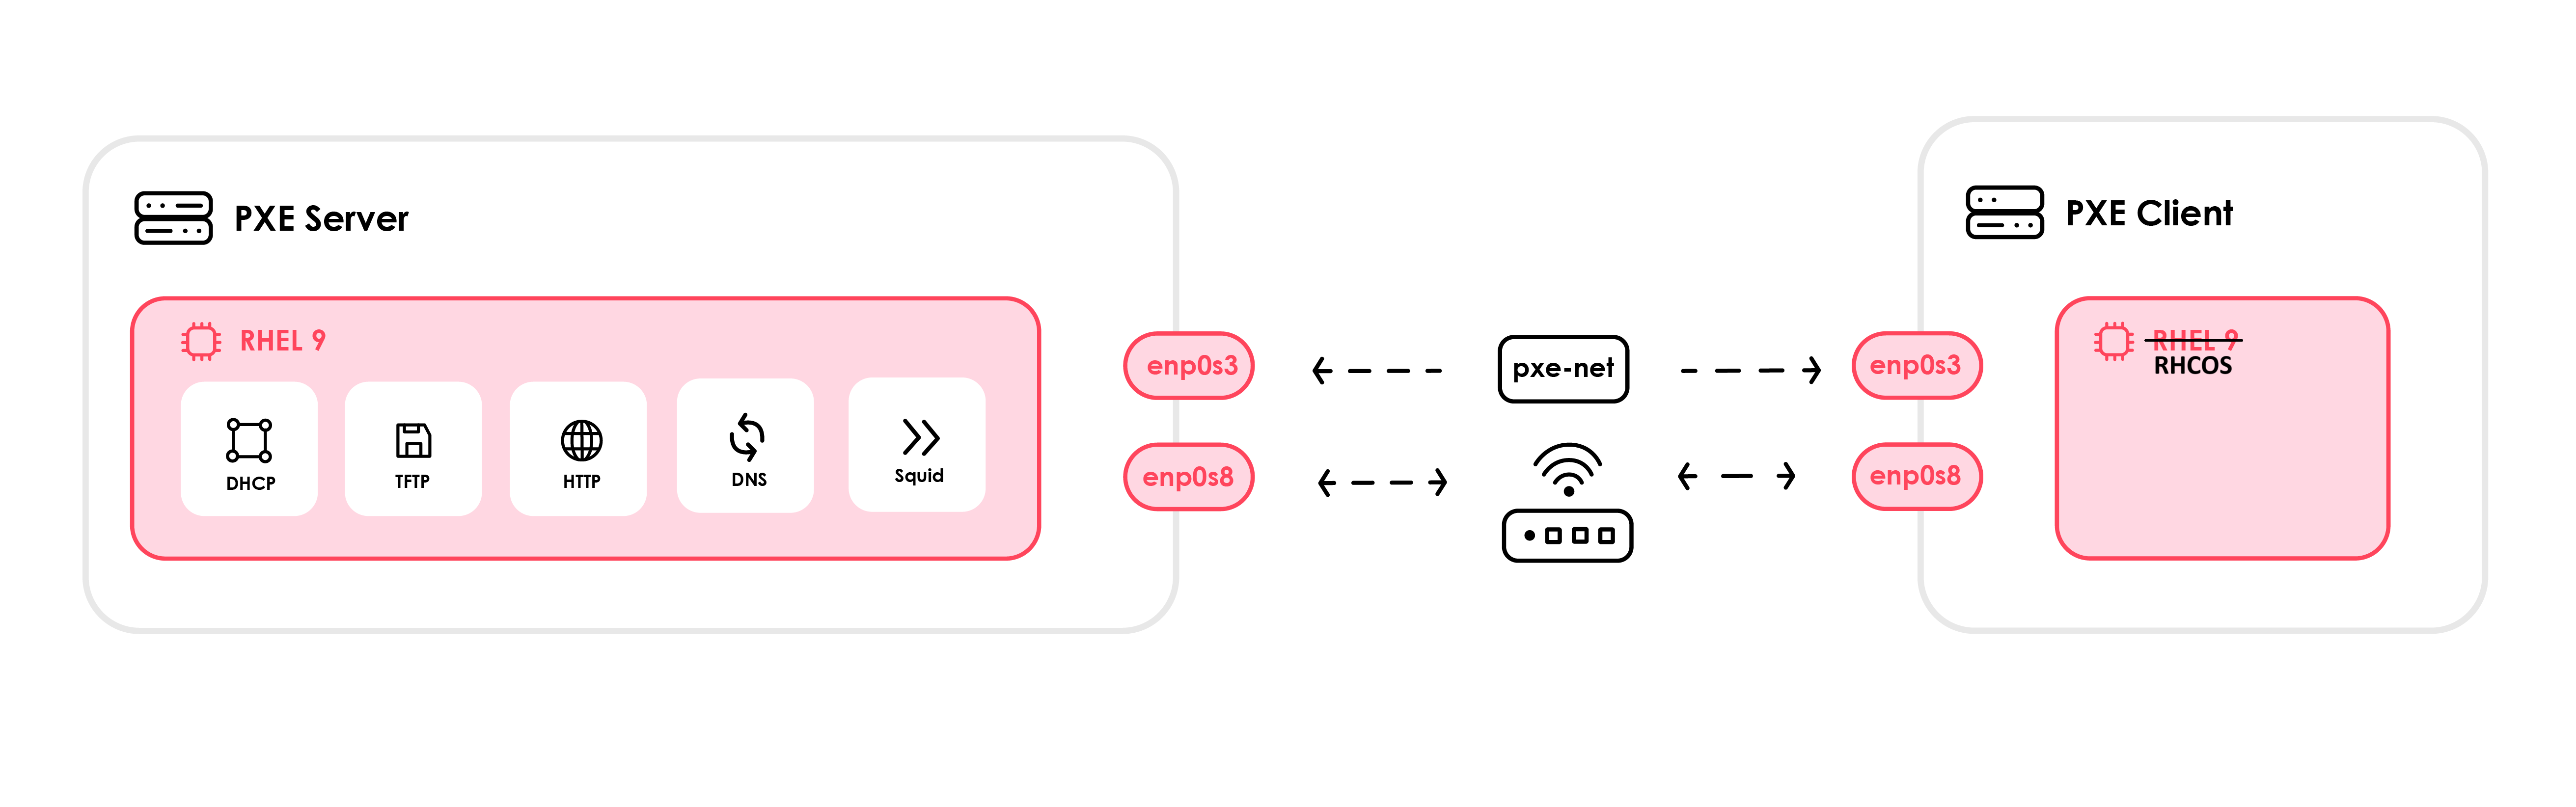 PXE Server
RHEL 9
DHCP
TFTP
HTTP
DNS
Squid
enp0s3
enp0s8
pxe-net
PXE Client
enp0s3
enp0s8
RHEL 9
RHCOS